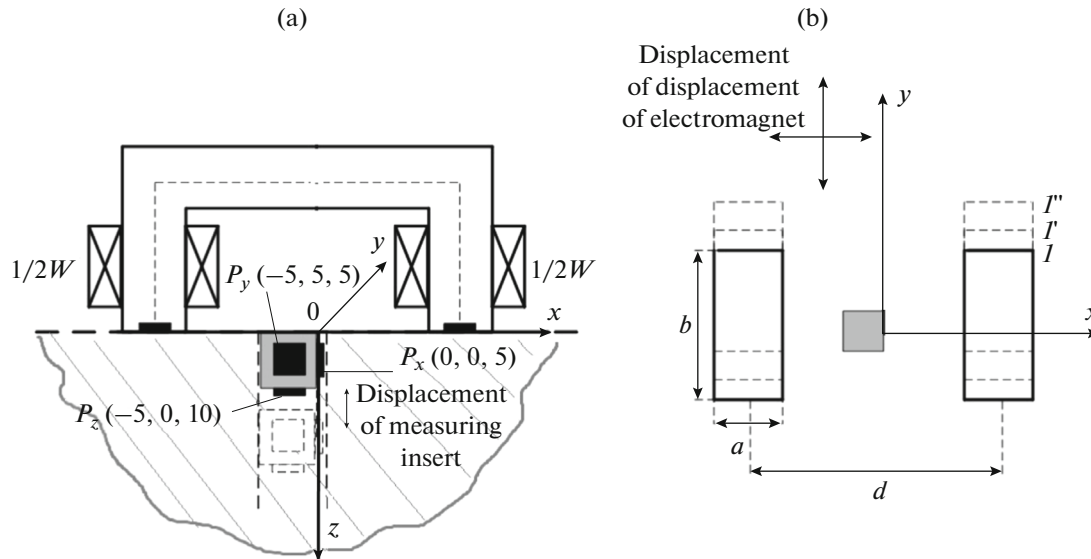 (a)
1/2W
1/2W
y
P_y (−5, 5, 5)
0
x
P_x (0, 0, 5)
P_z (−5, 0, 10)
Displacement
of measuring
insert
z
(b)
Displacement
of displacement
of electromagnet
y
1"
1'
1
b
x
a
d